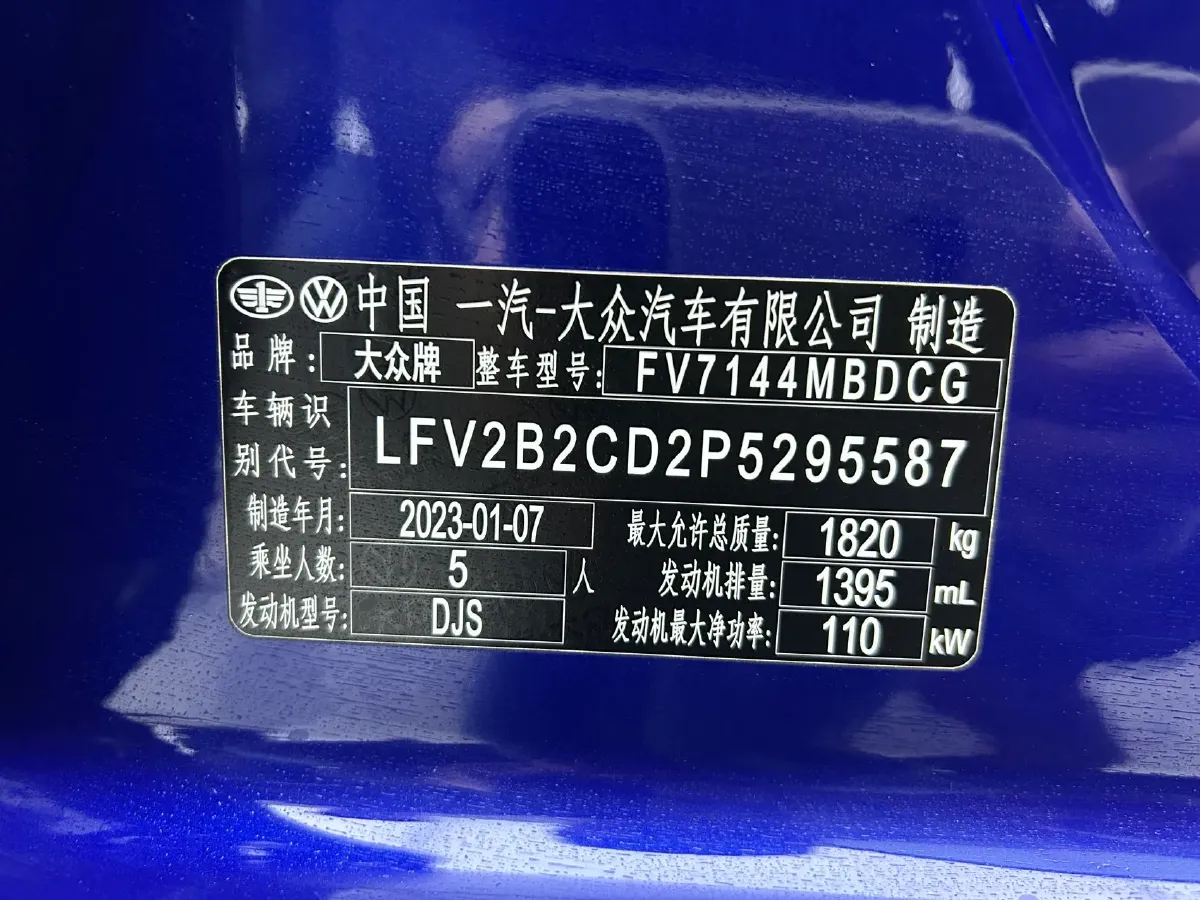 中国 一汽-大众汽车有限公司 制造
品牌: 大众牌 整车型号: FV7144MBDCG
车辆识别代号: LFV2B2CD2P5295587
制造年月: 2023-01-07 最大允许总质量: 1820 kg
乘坐人数: 5 人 发动机排量: 1395 mL
发动机型号: DJS 发动机最大净功率: 110 kW